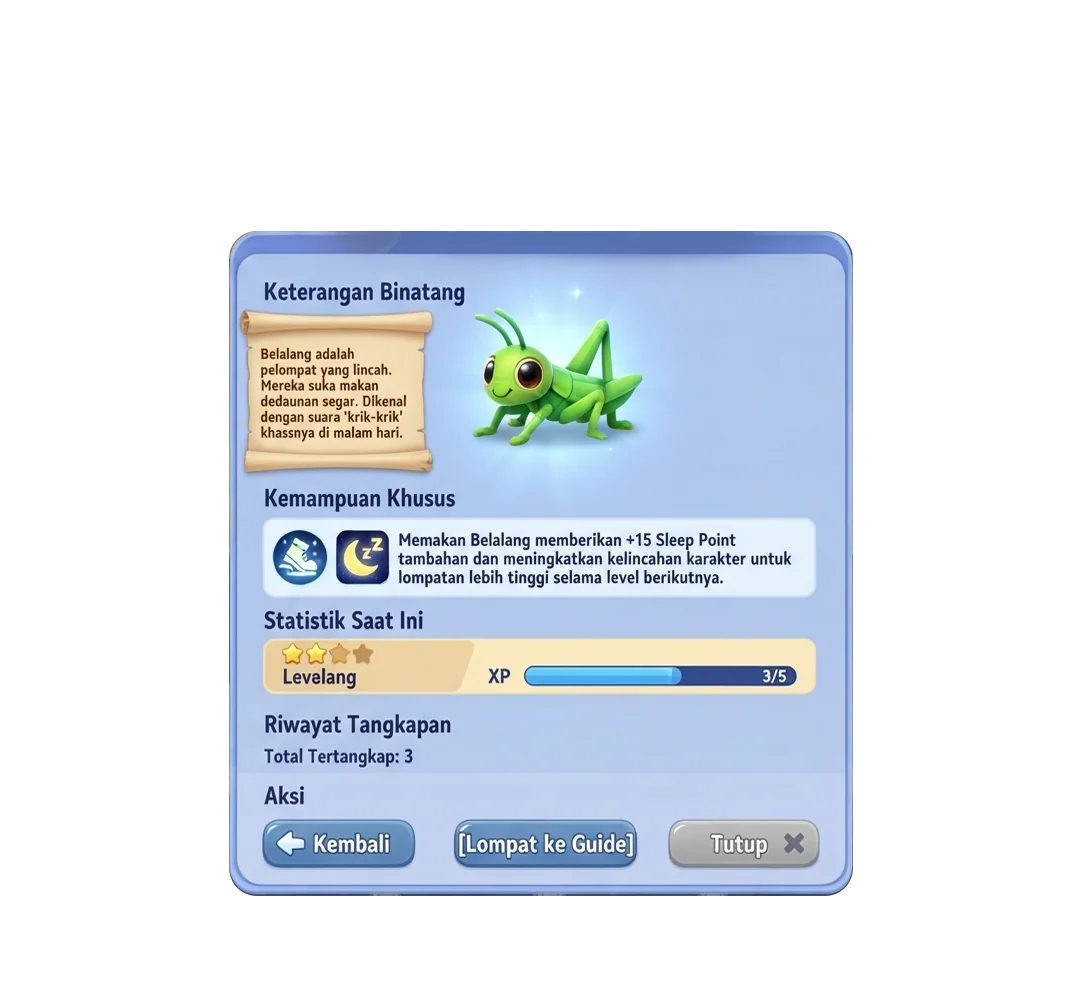 Keterangan Binatang
Belalang adalah
pelompat yang lincah.
Mereka suka makan
dedaunan segar. Dikenal
dengan suara 'krik-krik'
khassnya di malam hari.
Kemampuan Khusus
zZ
Memakan Belalang memberikan +15 Sleep Point
tambahan dan meningkatkan kelincahan karakter untuk
lompatan lebih tinggi selama level berikutnya.
Statistik Saat Ini
Levelang
XP
3/5
Riwayat Tangkapan
Total Tertangkap: 3
Aksi
Kembali
[Lompat ke Guide]
Tutup